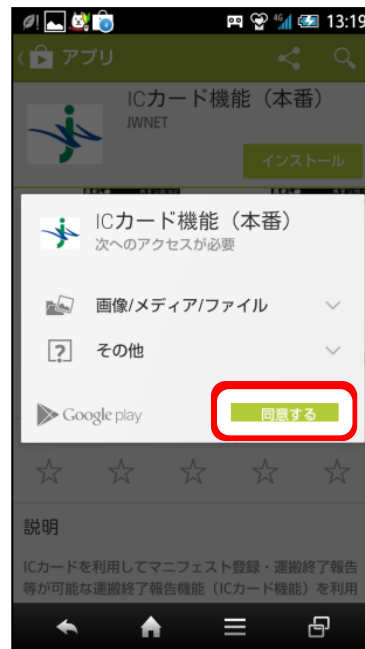 4G 13:19
アプリ
ICカード機能（本番）
JWNET
インストール
ICカード機能（本番）
次へのアクセスが必要
画像/メディア/ファイル
? その他
Google play
同意する
説明
ICカードを利用してマニフェスト登録・運搬終了報告
等が可能な運搬終了報告機能（ICカード機能）を利用